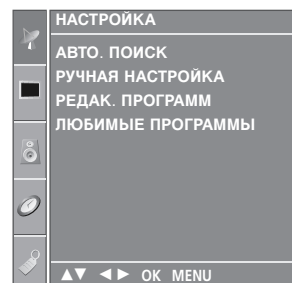 НАСТРОЙКА
АВТО. ПОИСК
РУЧНАЯ НАСТРОЙКА
РЕДАК. ПРОГРАММ
ЛЮБИМЫЕ ПРОГРАММЫ
▲▼ ◄► OK MENU